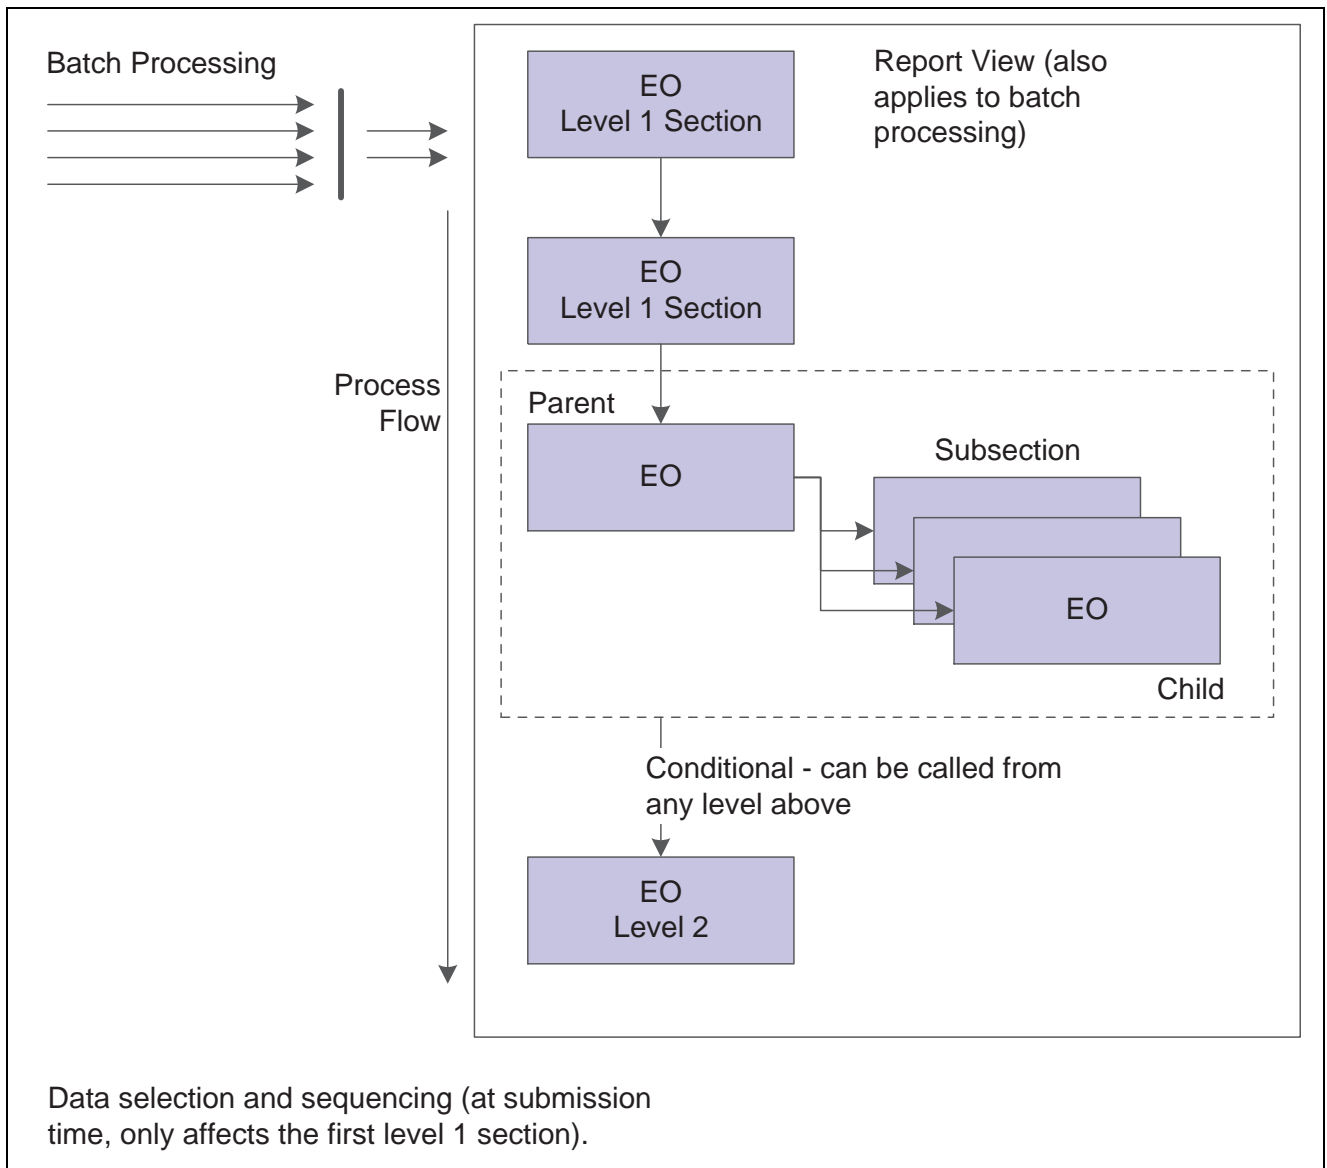 Batch Processing
EO
Level 1 Section
Report View (also
applies to batch
processing)
EO
Level 1 Section
Process
Flow
Parent
EO
Subsection
EO
Child
Conditional - can be called from
any level above
EO
Level 2
Data selection and sequencing (at submission
time, only affects the first level 1 section).